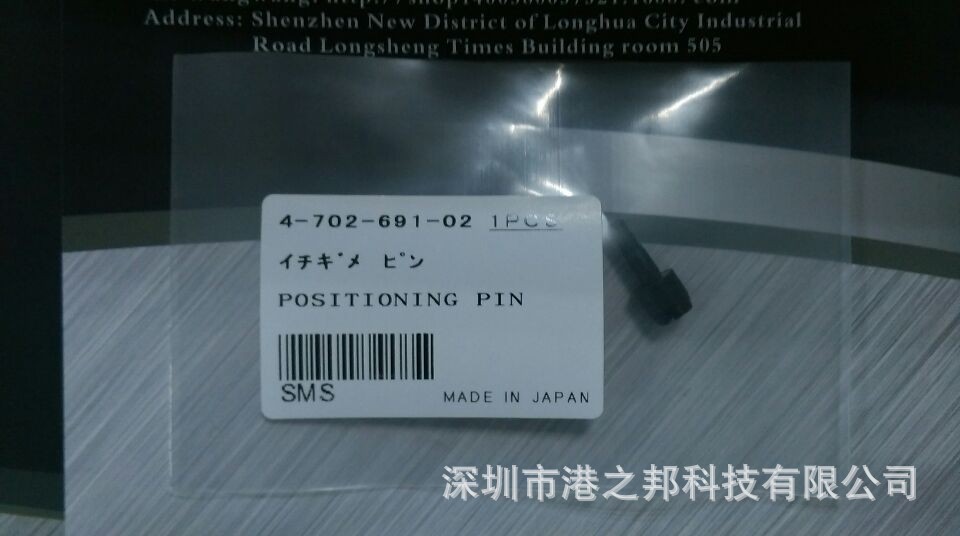 Address: Shenzhen New District of Longhua City Industrial
Road Longsheng Times Building room 505
4-702-691-02 1PCS
イチギメ ピン
POSITIONING PIN
SMS
MADE IN JAPAN
深圳市港之邦科技有限公司